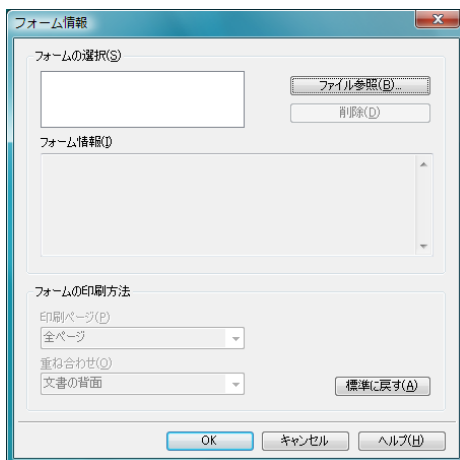 フォーム情報
フォームの選択(S)
ファイル参照(B)...
削除(D)
フォーム情報(I)
フォームの印刷方法
印刷ページ(P)
全ページ
重ね合わせ(O)
文書の背面
標準に戻す(A)
OK
キャンセル
ヘルプ(H)